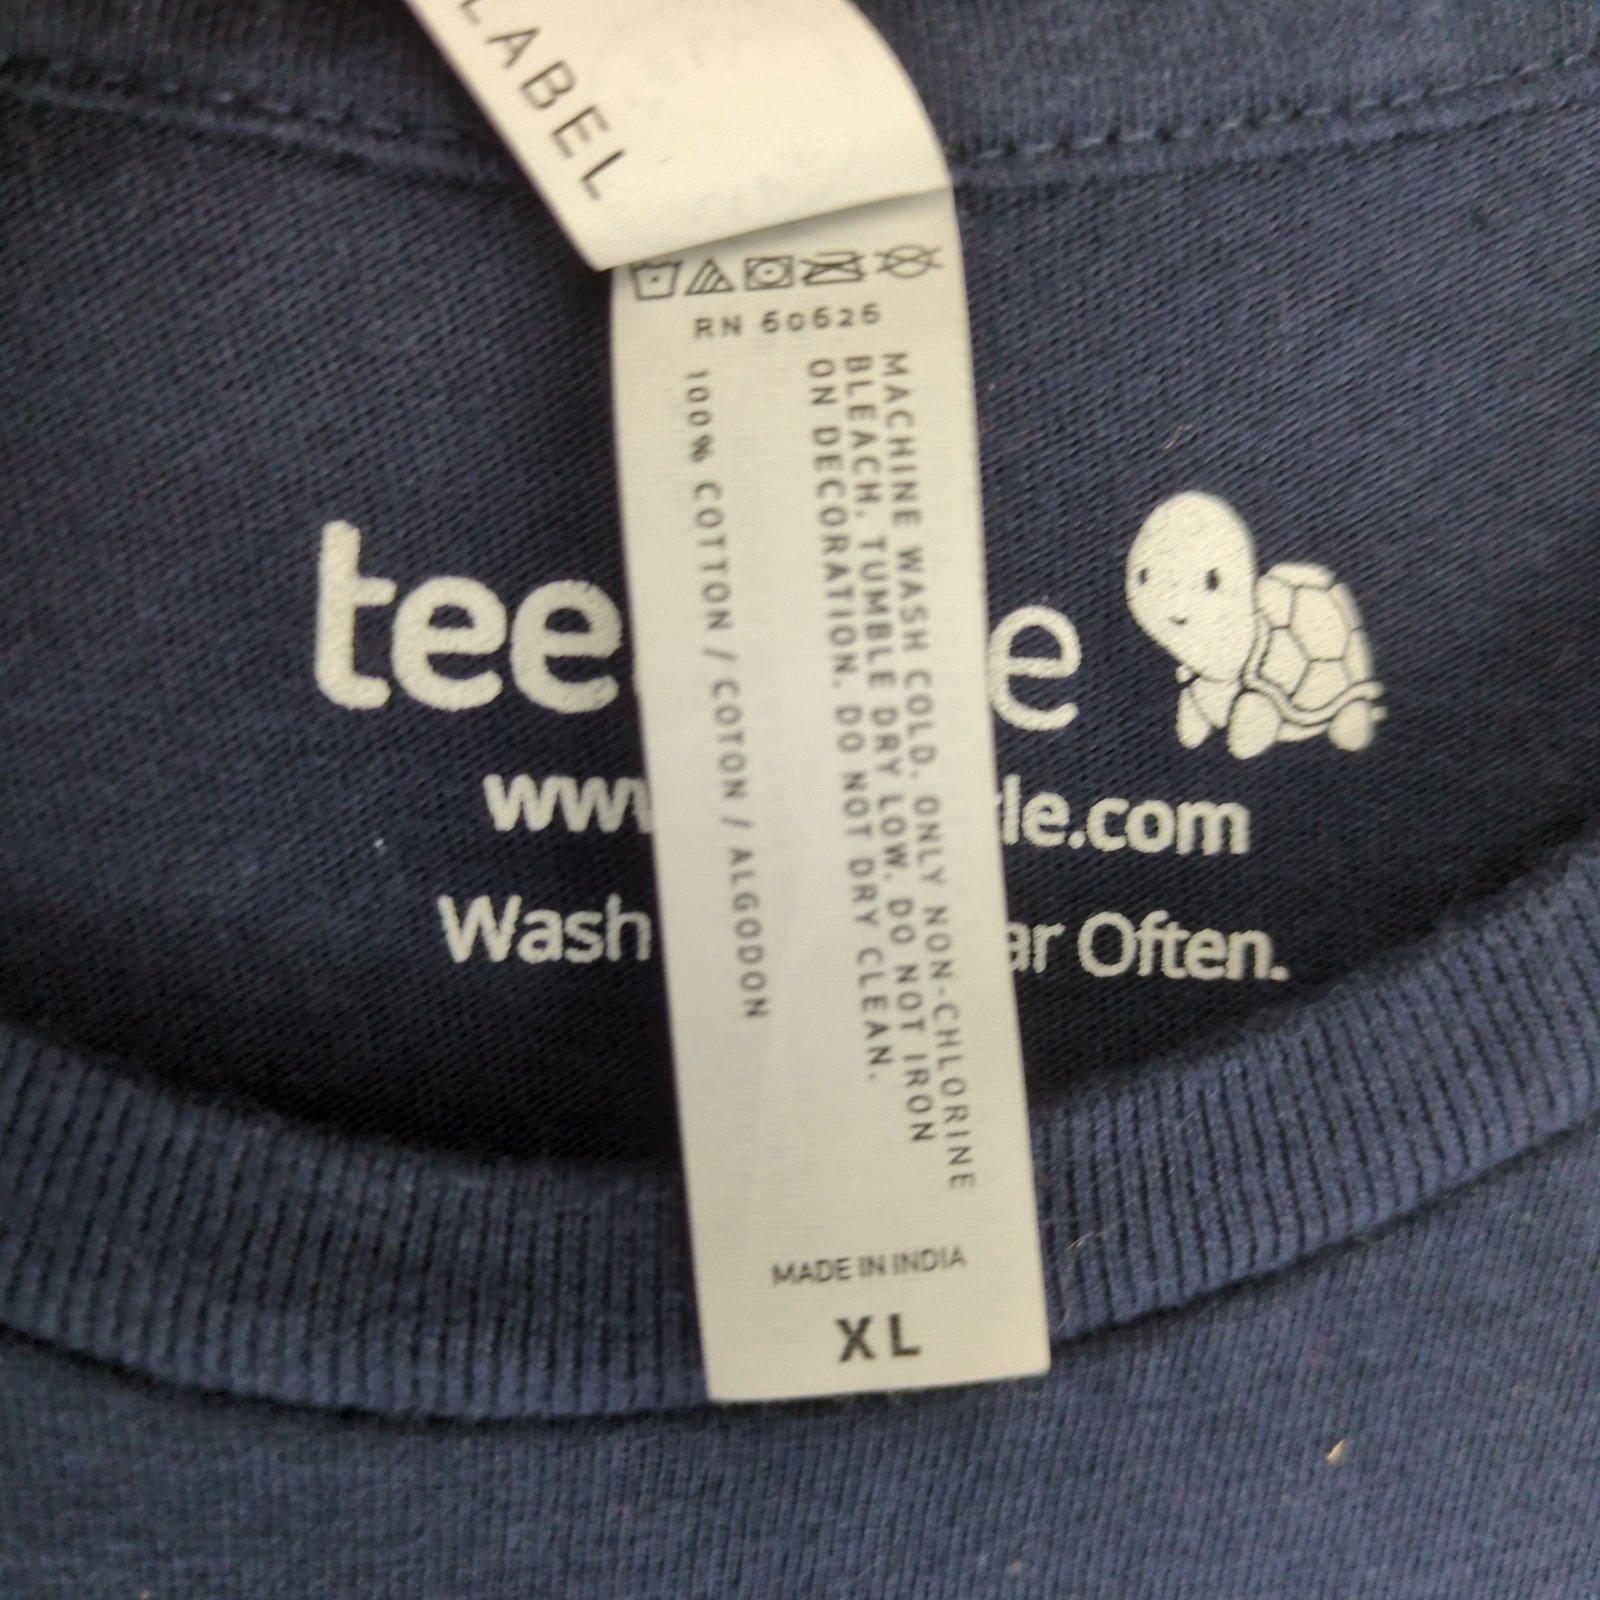 LABEL
RN 60626
MACHINE WASH COLD. ONLY NON-CHLORINE
BLEACH. TUMBLE DRY LOW. DO NOT IRON
ON DECORATION. DO NOT DRY CLEAN.
100% COTTON / COTON / ALGODON
MADE IN INDIA
XL
tee e
www le.com
Wash Often.